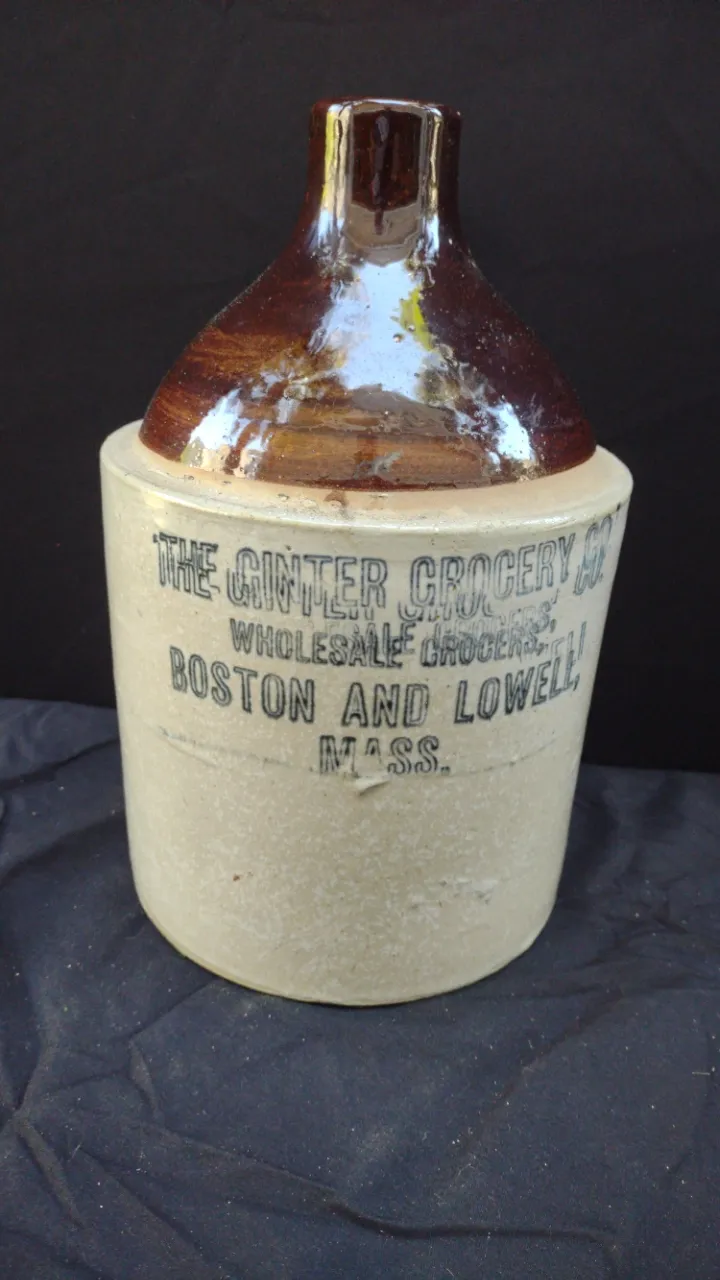 THE GINTER GROCERY CO.
WHOLESALE GROCERS,
BOSTON AND LOWELL,
MASS.